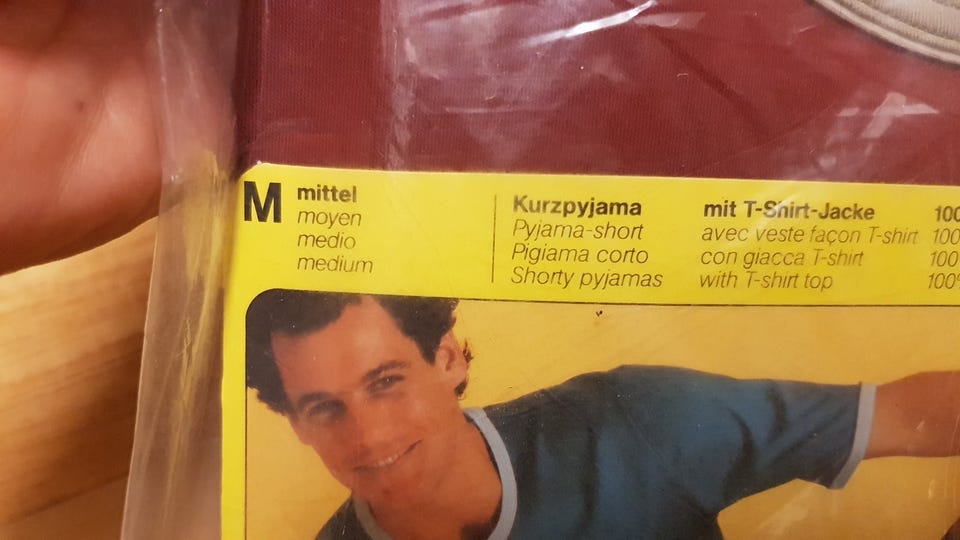 M mittel Kurzpyjama mit T-Shirt-Jacke 100
moyen Pyjama-short avec veste façon T-shirt 100
medio Pigiama corto con giacca T-shirt 100
medium Shorty pyjamas with T-shirt top 100%